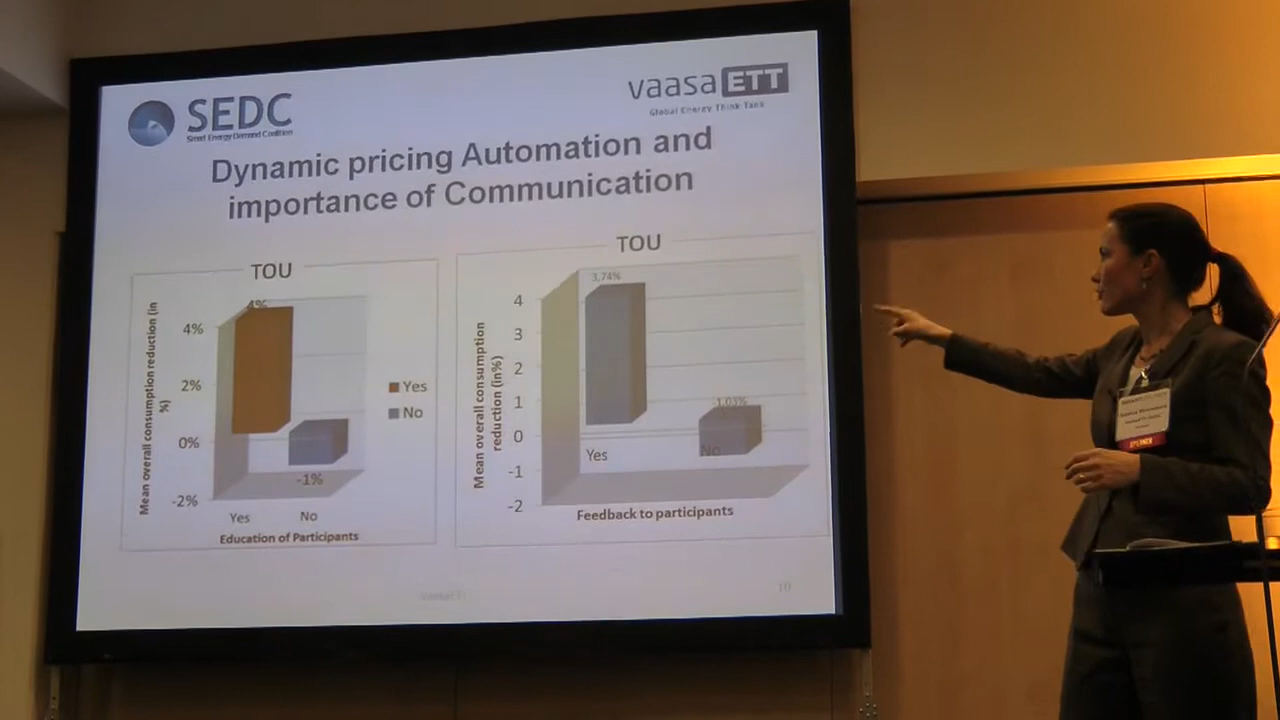 SEDC
Smart Energy Demand Coalition
vaasa ETT
Global Energy Think Tank
Dynamic pricing Automation and
importance of Communication
TOU
Mean overall consumption reduction (in
%)
4%
2%
0%
-2%
4%
-1%
Yes
No
Education of Participants
Yes
No
TOU
Mean overall consumption
reduction (in%)
4
3
2
1
0
-1
-2
3,74%
-1,03%
Yes
No
Feedback to participants
10
SPEAKER